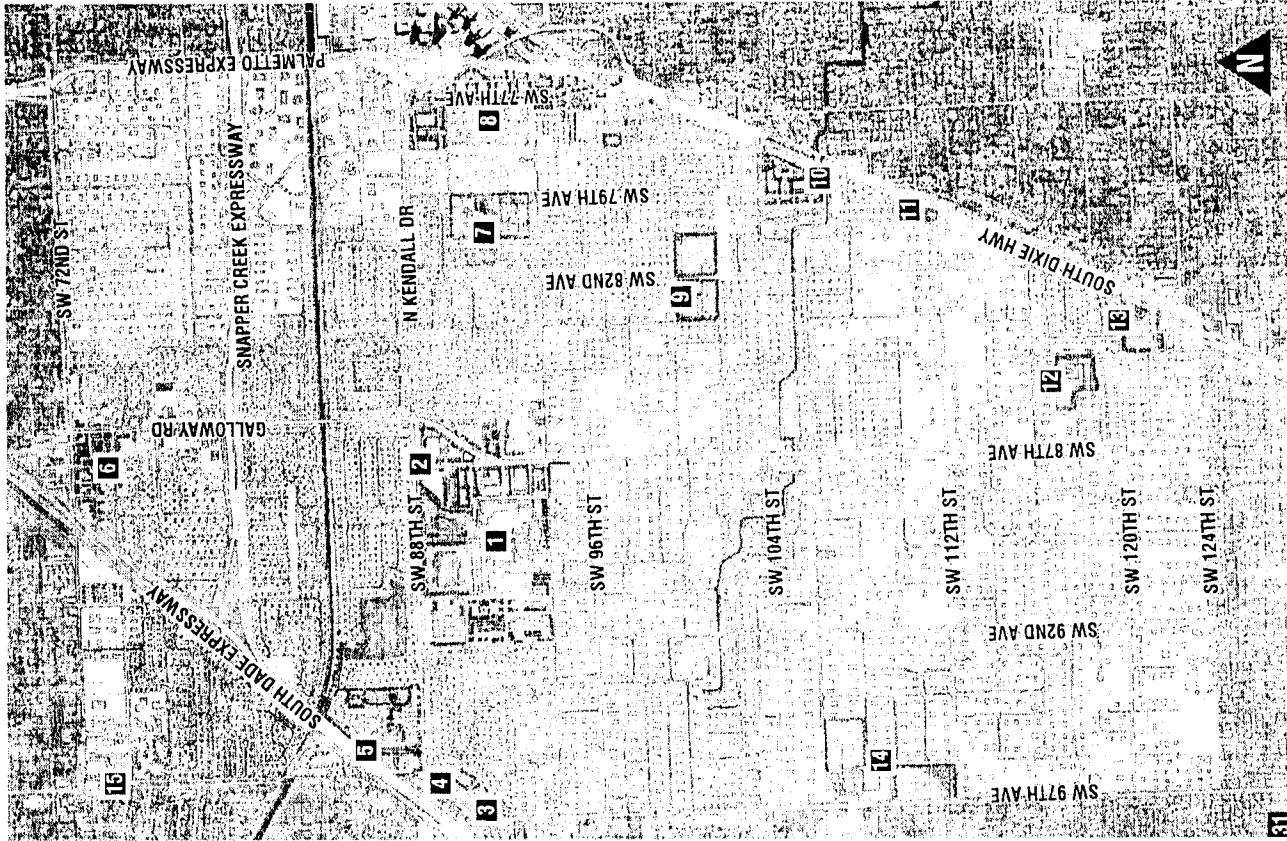 PALMETTO EXPRESSWAY
SW 72ND ST
SNAPPER CREEK EXPRESSWAY
GALLOWAY RD
6
15
SOUTH DADE EXPRESSWAY
N KENDALL DR
SW 77TH AVE
8
7
SW 79TH AVE
SW 82ND AVE
9
2
SW 88TH ST
1
5
4
3
SW 96TH ST
10
11
N
SW 104TH ST
SOUTH DIXIE HWY
13
12
SW 87TH AVE
SW 112TH ST
SW 120TH ST
SW 124TH ST
SW 92ND AVE
14
SW 97TH AVE
31